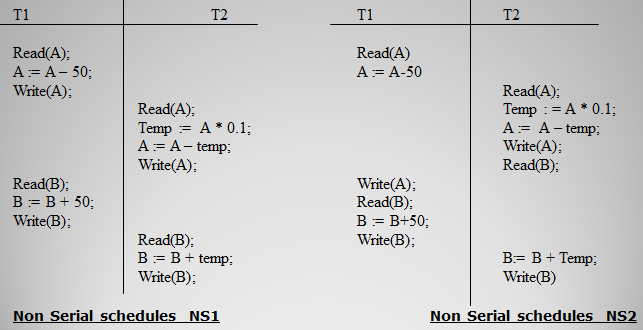 T1 T2
Read(A);
A := A – 50;
Write(A);
Read(A);
Temp := A * 0.1;
A := A – temp;
Write(A);
Read(B);
B := B + 50;
Write(B);
Read(B);
B := B + temp;
Write(B);
Non Serial schedules NS1
T1 T2
Read(A)
A := A-50
Read(A);
Temp : = A * 0.1;
A := A – temp;
Write(A);
Read(B);
Write(A);
Read(B);
B := B+50;
Write(B);
B:= B + Temp;
Write(B)
Non Serial schedules NS2